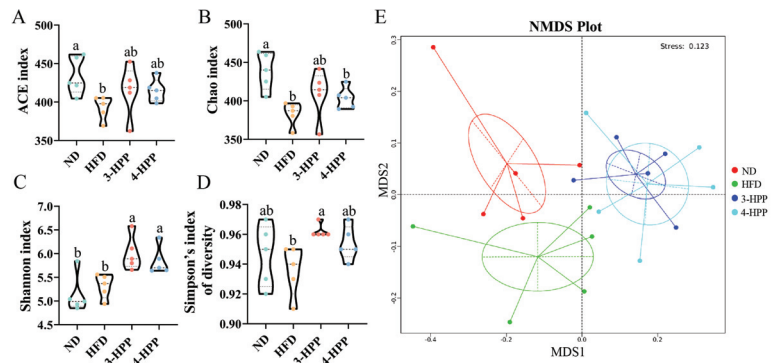 A
ACE index
500
450
400
350
a
b
ab
ab
ND
HFD
3-HPP
4-HPP
B
Chao index
500
450
400
350
a
b
ab
b
ND
HFD
3-HPP
4-HPP
C
Shannon index
7.0
6.5
6.0
5.5
5.0
4.5
b
b
a
a
ND
HFD
3-HPP
4-HPP
D
Simpson's index
of diversity
0.98
0.96
0.94
0.92
0.90
ab
b
a
ab
ND
HFD
3-HPP
4-HPP
E
NMDS Plot
Stress: 0.123
MDS2
0.3
0.2
0.1
0.0
-0.1
-0.2
-0.4
-0.2
0.0
0.2
MDS1
ND
HFD
3-HPP
4-HPP